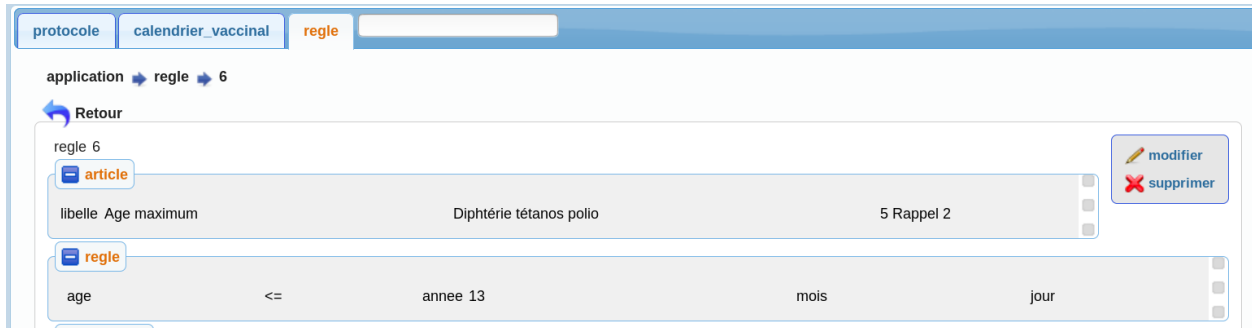 protocole calendrier_vaccinal regle
application regle 6
Retour
regle 6
modifier
article
supprimer
libelle Age maximum Diphtérie tétanos polio 5 Rappel 2
regle
age <= annee 13 mois jour